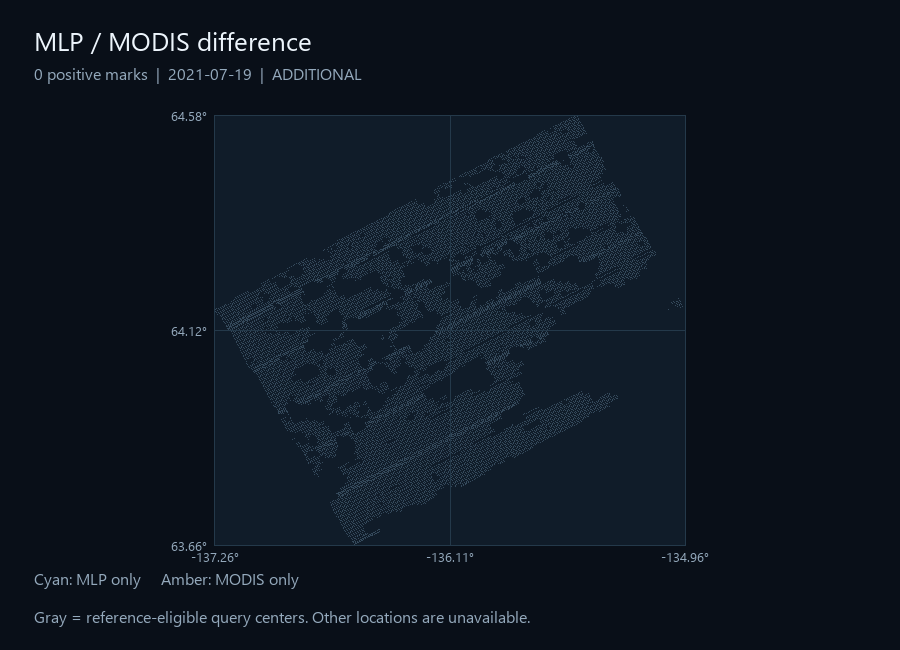 MLP / MODIS difference
0 positive marks | 2021-07-19 | ADDITIONAL
64.58°
64.12°
63.66°
-137.26° -136.11° -134.96°
Cyan: MLP only Amber: MODIS only
Gray = reference-eligible query centers. Other locations are unavailable.